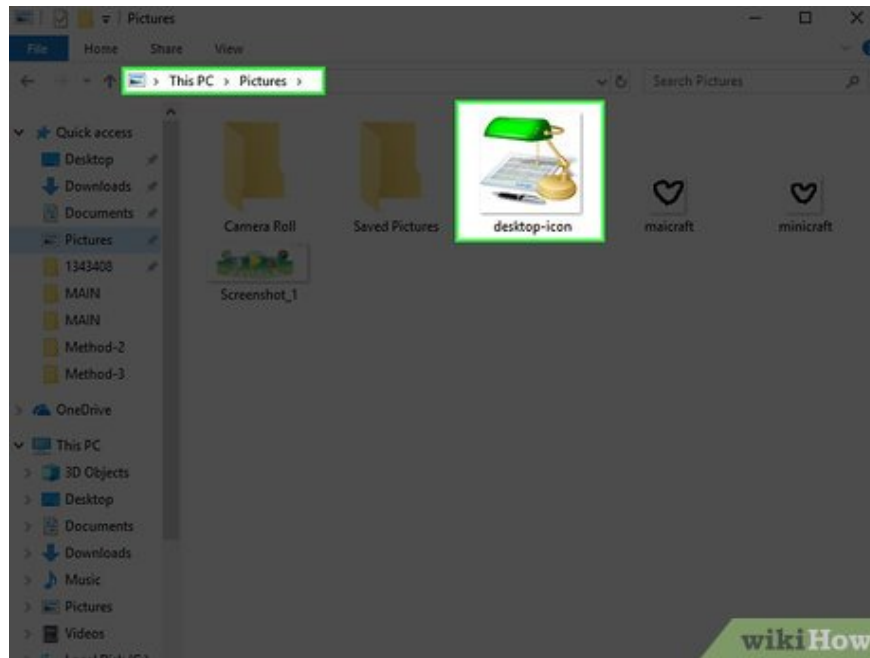 Pictures
File Home Share View
This PC > Pictures >
Search Pictures
Quick access
Desktop
Downloads
Documents
Pictures
1343408
MAIN
MAIN
Method-2
Method-3
OneDrive
This PC
3D Objects
Desktop
Documents
Downloads
Music
Pictures
Videos
Camera Roll
Saved Pictures
desktop-icon
maicraft
minicraft
Screenshot_1
wikiHow